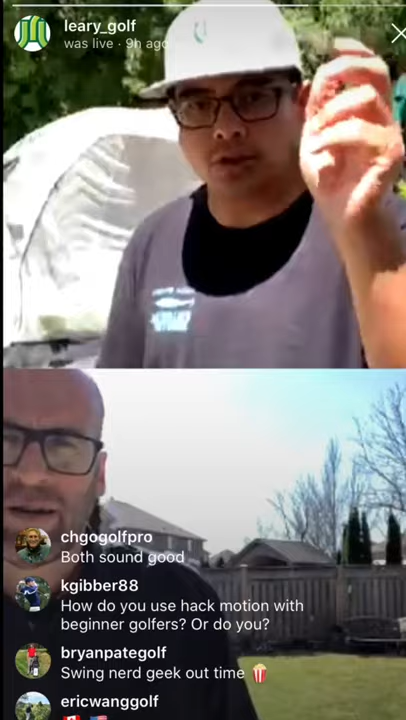 leary_golf
was live · 9h ago
chgogolfpro
Both sound good
kgibber88
How do you use hack motion with
beginner golfers? Or do you?
bryanpategolf
Swing nerd geek out time 🍿
ericwanggolf
🇨🇦 🇺🇸